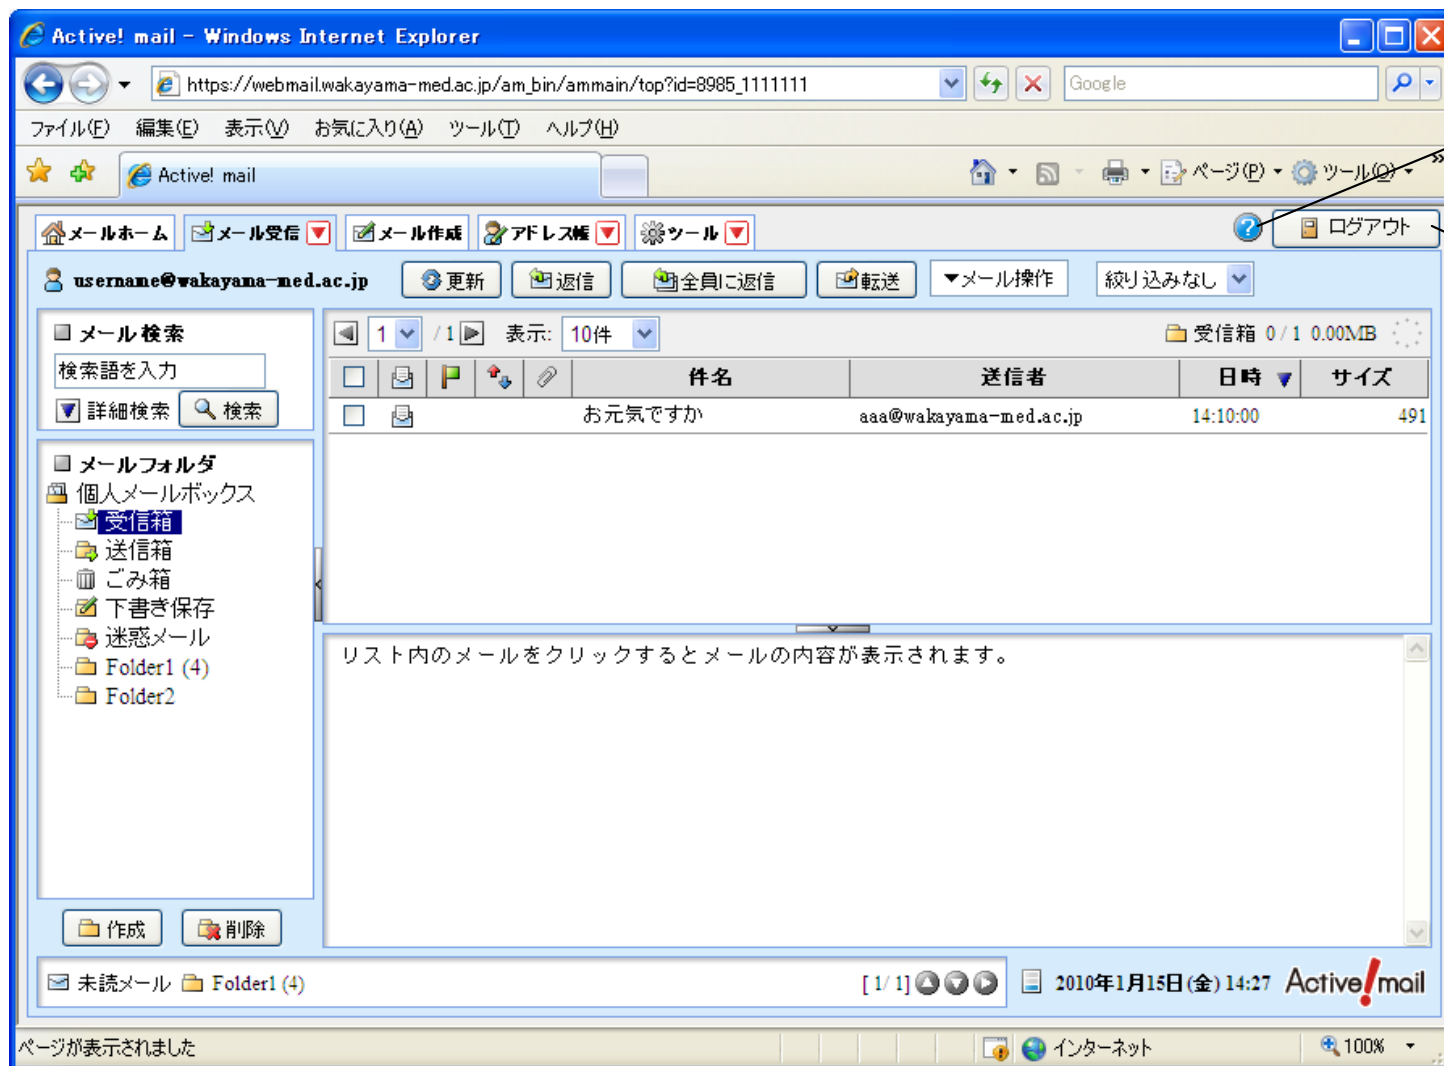 Active! mail - Windows Internet Explorer
https://webmail.wakayama-med.ac.jp/am_bin/ammain/top?id=8985_1111111
Google
ファイル(F) 編集(E) 表示(V) お気に入り(A) ツール(T) ヘルプ(H)
Active! mail
ページ(P) ツール(O) »
メールホーム メール受信 メール作成 アドレス帳 ツール ? ログアウト
username@wakayama-med.ac.jp 更新 返信 全員に返信 転送 ▼メール操作 絞り込みなし
メール検索
検索語を入力
詳細検索 検索
1 /1 表示: 10件 受信箱 0/1 0.00MB
件名 送信者 日時 ▼ サイズ
お元気ですか aaa@wakayama-med.ac.jp 14:10:00 491
メールフォルダ
個人メールボックス
受信箱
送信箱
ごみ箱
下書き保存
迷惑メール
Folder1 (4)
Folder2
リスト内のメールをクリックするとメールの内容が表示されます。
作成 削除
未読メール Folder1 (4) [ 1/ 1] 2010年1月15日(金) 14:27 Active! mail
ページが表示されました インターネット 100%